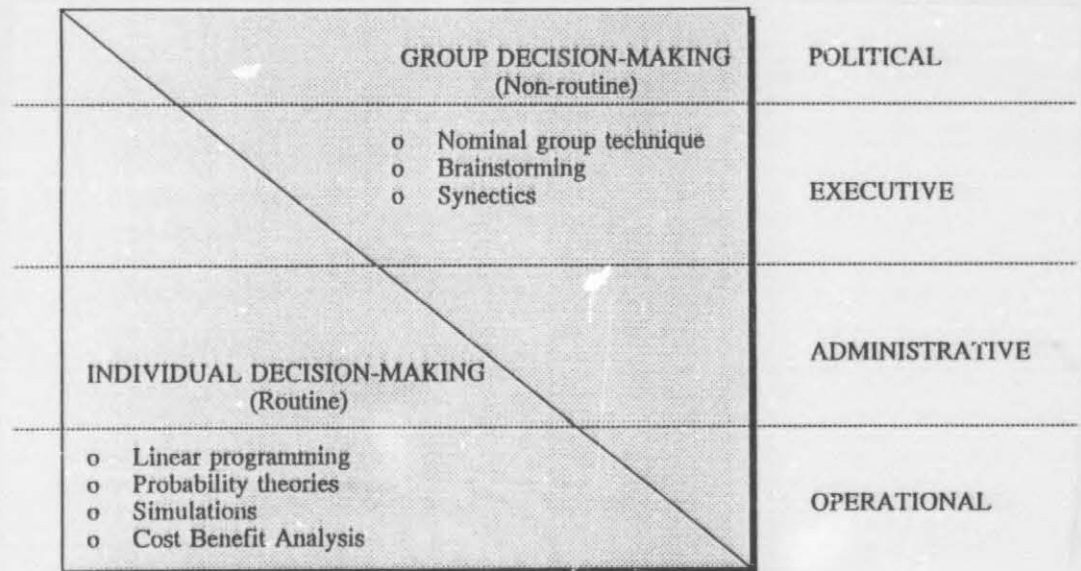 GROUP DECISION-MAKING
(Non-routine)
POLITICAL
o Nominal group technique
o Brainstorming
o Synectics
EXECUTIVE
ADMINISTRATIVE
INDIVIDUAL DECISION-MAKING
(Routine)
o Linear programming
o Probability theories
o Simulations
o Cost Benefit Analysis
OPERATIONAL